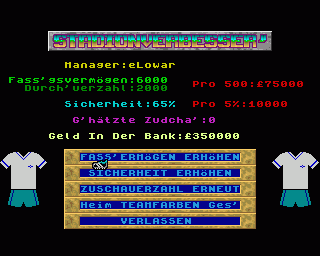 STADIONVERBESSER'
Manager:eLowar
Fass'gsvermögen:6000 Pro 500:£75000
Durch'verzahl:2000
Sicherheit:65% Pro 5%:10000
G'hätzte Zudcha':0
Geld In Der Bank:£350000
FASS'ERMÖGEN ERHÖHEN
SICHERHEIT ERHÖHEN
ZUSCHAUERZAHL ERNEUT
Heim TEAMFARBEN Ges'
VERLASSEN